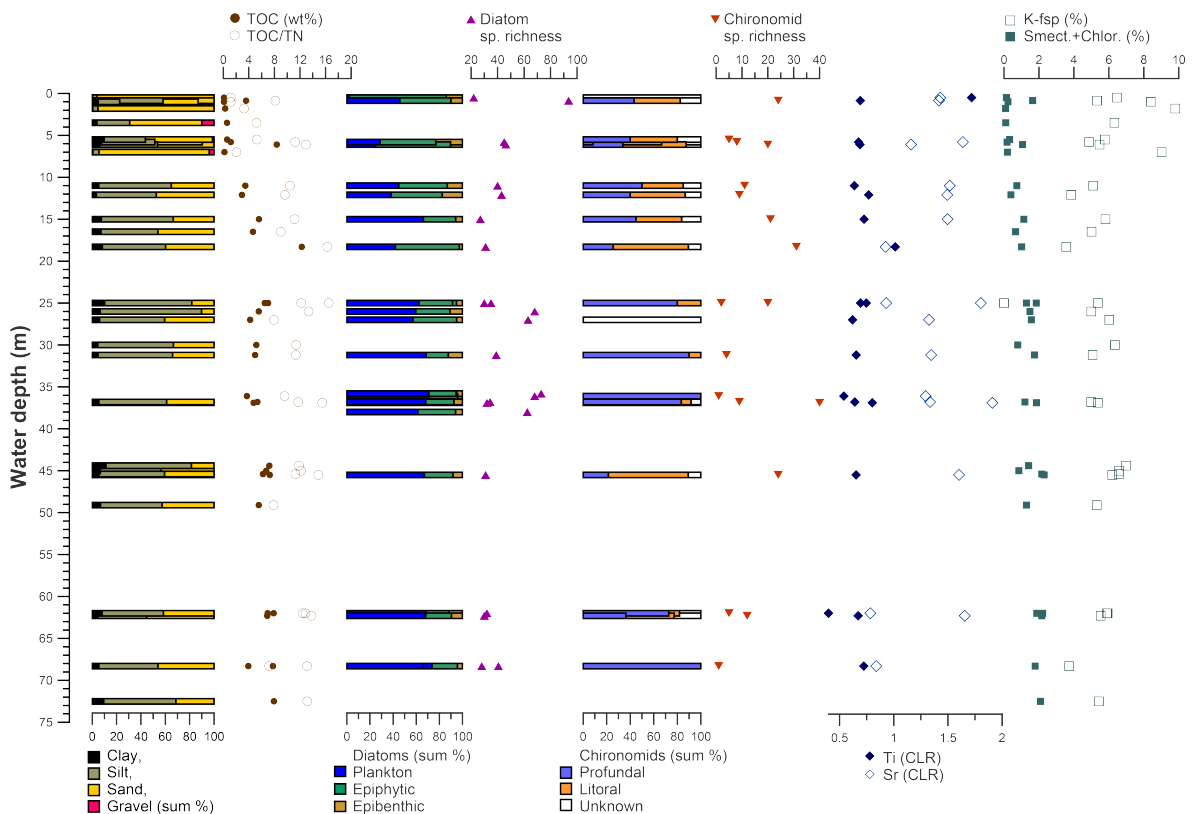 TOC (wt%)
TOC/TN
Diatom
sp. richness
Chironomid
sp. richness
K-fsp (%)
Smect.+Chlor. (%)
0 4 8 12 16 20
20 40 60 80 100
0 10 20 30 40
0 2 4 6 8 10
Water depth (m)
0
5
10
15
20
25
30
35
40
45
50
55
60
65
70
75
0 20 40 60 80 100
0 20 40 60 80 100
0 20 40 60 80 100
0.5 1 1.5 2
Clay,
Silt,
Sand,
Gravel (sum %)
Diatoms (sum %)
Plankton
Epiphytic
Epibenthic
Chironomids (sum %)
Profundal
Litoral
Unknown
Ti (CLR)
Sr (CLR)